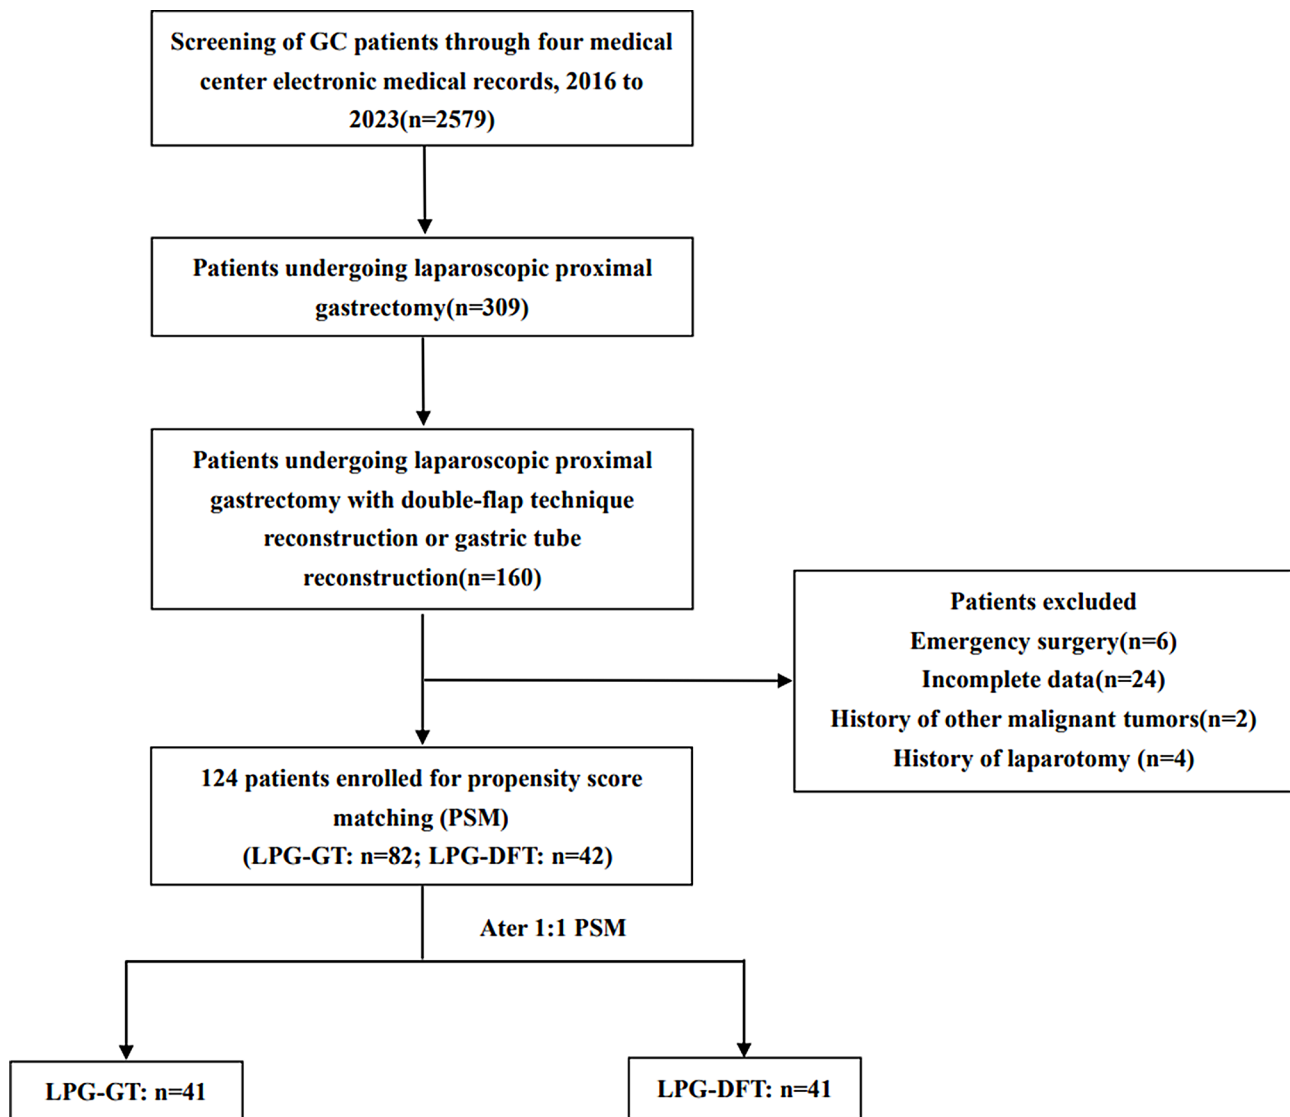 Screening of GC patients through four medical
center electronic medical records, 2016 to
2023(n=2579)
Patients undergoing laparoscopic proximal
gastrectomy(n=309)
Patients undergoing laparoscopic proximal
gastrectomy with double-flap technique
reconstruction or gastric tube
reconstruction(n=160)
Patients excluded
Emergency surgery(n=6)
Incomplete data(n=24)
History of other malignant tumors(n=2)
History of laparotomy (n=4)
124 patients enrolled for propensity score
matching (PSM)
(LPG-GT: n=82; LPG-DFT: n=42)
Ater 1:1 PSM
LPG-GT: n=41
LPG-DFT: n=41